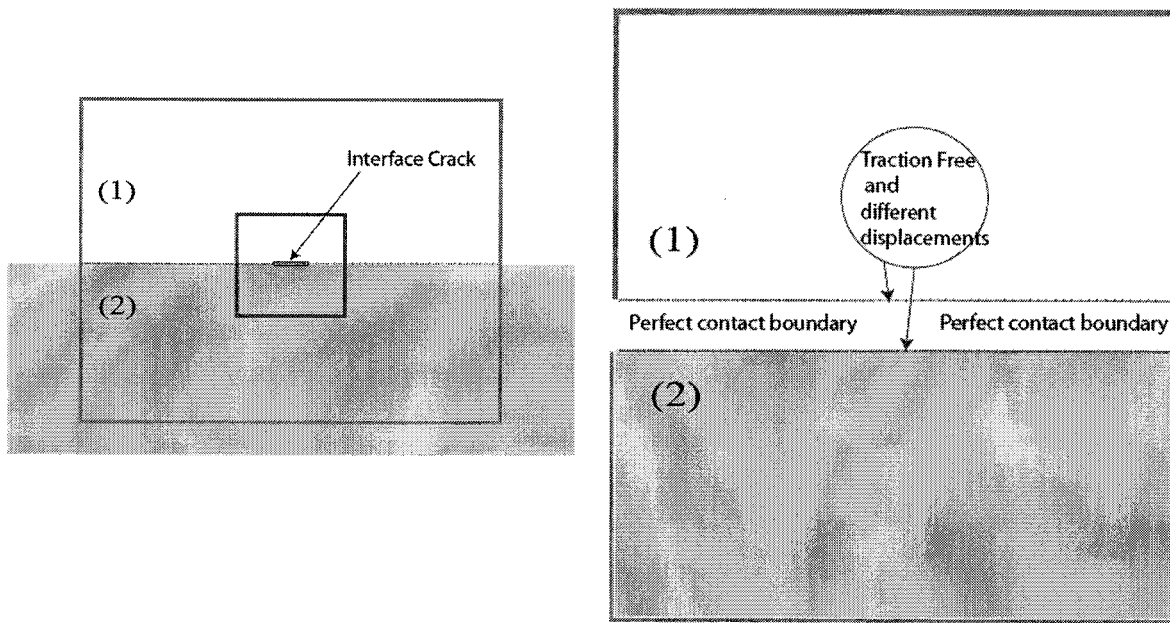 Interface Crack
(1)
(2)
Traction Free
and
different
displacements
(1)
Perfect contact boundary
Perfect contact boundary
(2)